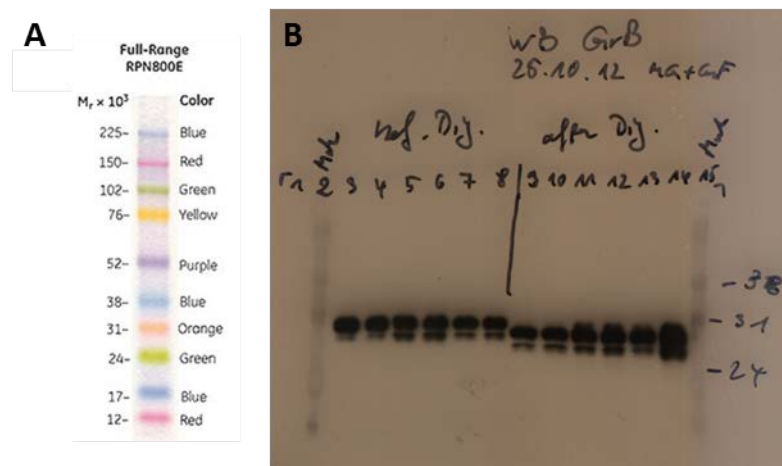 A
Full-Range
RPN800E
Mr × 10³ Color
225- Blue
150- Red
102- Green
76- Yellow
52- Purple
38- Blue
31- Orange
24- Green
17- Blue
12- Red
B
WB GrB
26.10.12
bef. Dig. after Dig.
1 2 3 4 5 6 7 8 9 10 11 12 13 14 15
- 38
- 31
- 24